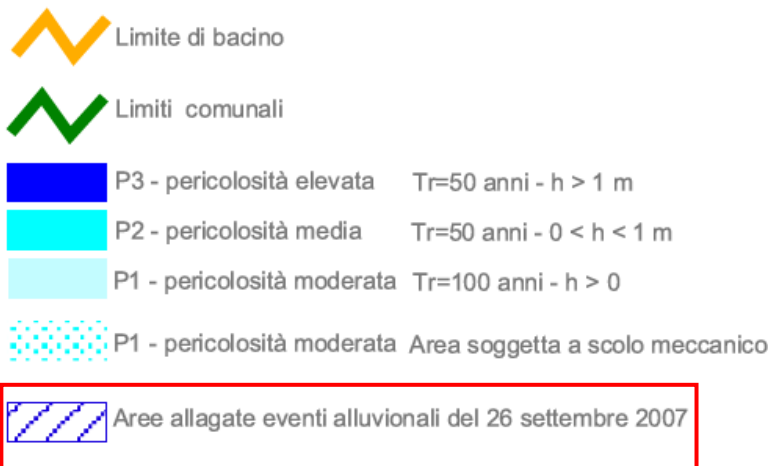 Limite di bacino
Limiti comunali
P3 - pericolosità elevata Tr=50 anni - h > 1 m
P2 - pericolosità media Tr=50 anni - 0 < h < 1 m
P1 - pericolosità moderata Tr=100 anni - h > 0
P1 - pericolosità moderata Area soggetta a scolo meccanico
Aree allagate eventi alluvionali del 26 settembre 2007